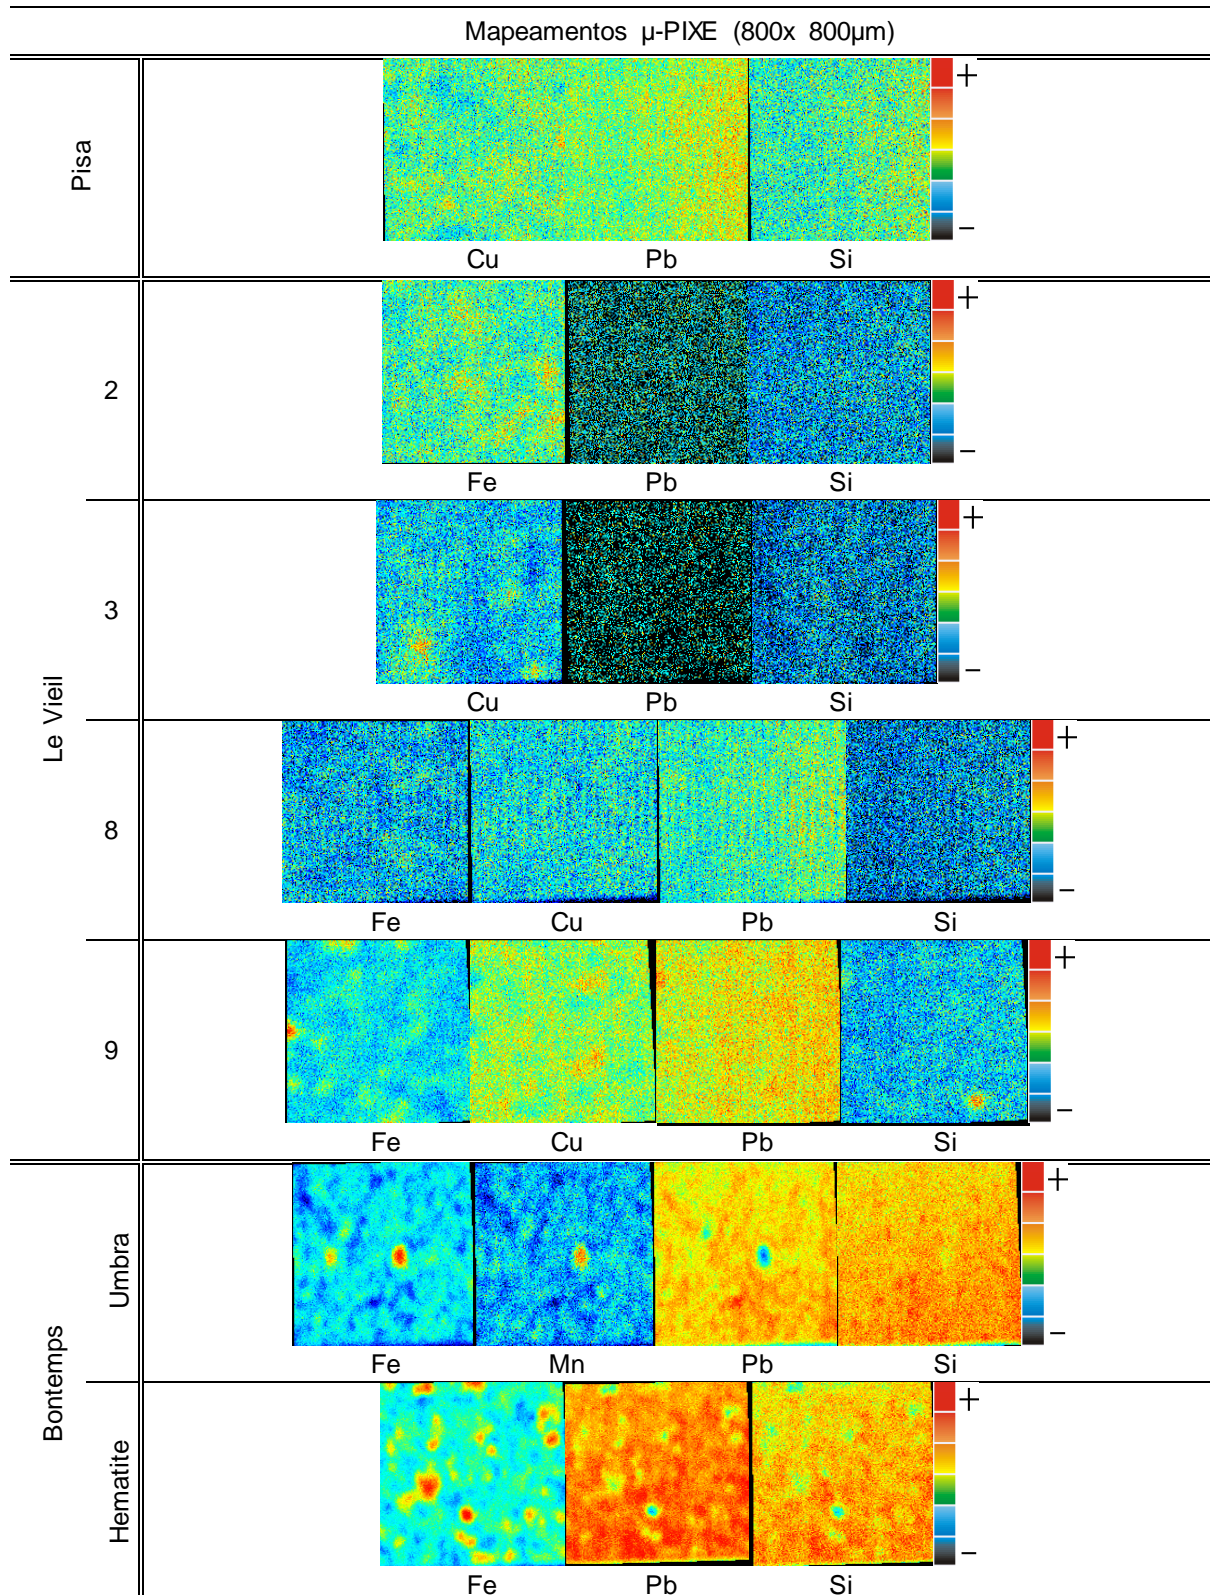 Mapeamentos µ-PIXE (800x 800µm)
Pisa
+
−
Cu Pb Si
Le Vieil
2
+
−
Fe Pb Si
3
+
−
Cu Pb Si
8
+
−
Fe Cu Pb Si
9
+
−
Fe Cu Pb Si
Bontemps
Umbra
+
−
Fe Mn Pb Si
Hematite
+
−
Fe Pb Si